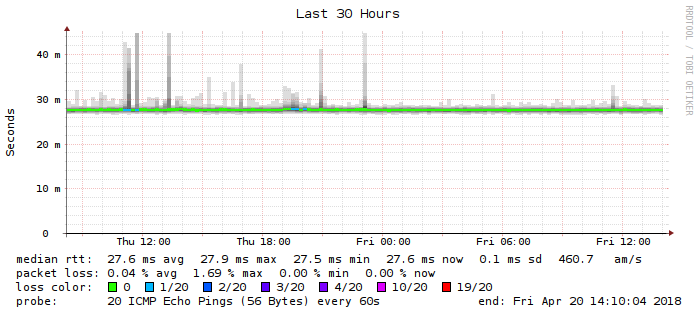 Last 30 Hours
RRDTOOL / TOBI OETIKER
Seconds
40 m
30 m
20 m
10 m
0
Thu 12:00 Thu 18:00 Fri 00:00 Fri 06:00 Fri 12:00
median rtt: 27.6 ms avg 27.9 ms max 27.5 ms min 27.6 ms now 0.1 ms sd 460.7 am/s
packet loss: 0.04 % avg 1.69 % max 0.00 % min 0.00 % now
loss color: 0 1/20 2/20 3/20 4/20 10/20 19/20
probe: 20 ICMP Echo Pings (56 Bytes) every 60s end: Fri Apr 20 14:10:04 2018